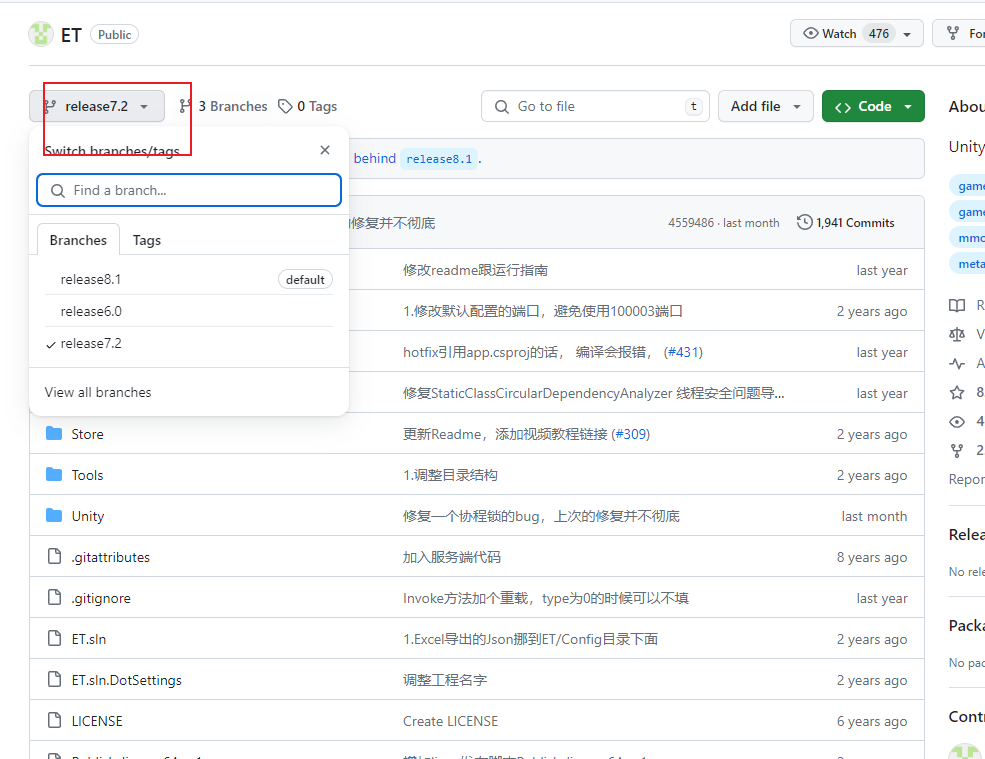 ET Public
Watch 476
For
release7.2 3 Branches 0 Tags
Go to file t
Add file
Code
Abou
Switch branches/tags
behind release8.1 .
Unity
Find a branch...
game
game
mmo
meta
修复并不彻底
4559486 · last month
1,941 Commits
Branches Tags
修改readme跟运行指南 last year
release8.1 default
release6.0
1.修改默认配置的端口，避免使用100003端口 2 years ago
release7.2
hotfix引用app.csproj的话， 编译会报错， (#431) last year
View all branches
修复StaticClassCircularDependencyAnalyzer 线程安全问题导... last year
R
V
A
8
4
2
Store 更新Readme，添加视频教程链接 (#309) 2 years ago
Tools 1.调整目录结构 2 years ago
Repor
Unity 修复一个协程锁的bug，上次的修复并不彻底 last month
Relea
.gitattributes 加入服务端代码 8 years ago
No rele
.gitignore Invoke方法加个重载，type为0的时候可以不填 last year
Packa
ET.sln 1.Excel导出的Json挪到ET/Config目录下面 2 years ago
No pac
ET.sln.DotSettings 调整工程名字 2 years ago
Contr
LICENSE Create LICENSE 6 years ago